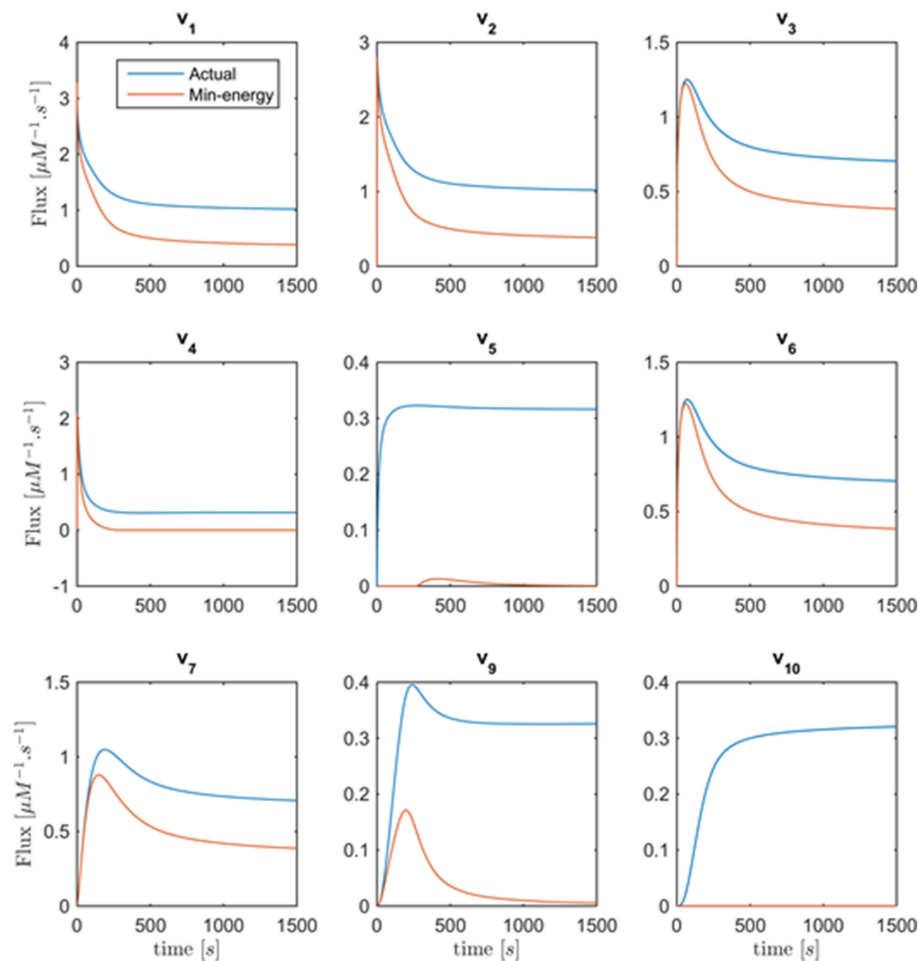 v1 v2 v3
4 3 1.5
Actual
Min-energy
3 2 1
2 1 0.5
1 0 0
0
0 500 1000 1500 0 500 1000 1500 0 500 1000 1500
Flux [μM⁻¹.s⁻¹]
v4 v5 v6
3 0.4 1.5
2 0.3 1
1 0.2 0.5
0 0.1 0
-1 0
0 500 1000 1500 0 500 1000 1500 0 500 1000 1500
Flux [μM⁻¹.s⁻¹]
v7 v9 v10
1.5 0.4 0.4
1 0.3 0.3
0.5 0.2 0.2
0 0.1 0.1
0 0
0 500 1000 1500 0 500 1000 1500 0 500 1000 1500
Flux [μM⁻¹.s⁻¹]
time [s] time [s] time [s]